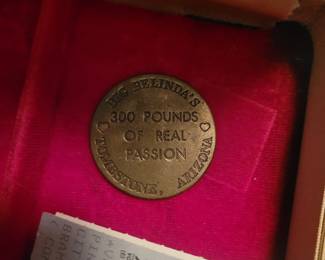 BIG BELINDA'S
300 POUNDS
OF REAL
PASSION
TOMBSTONE, ARIZONA